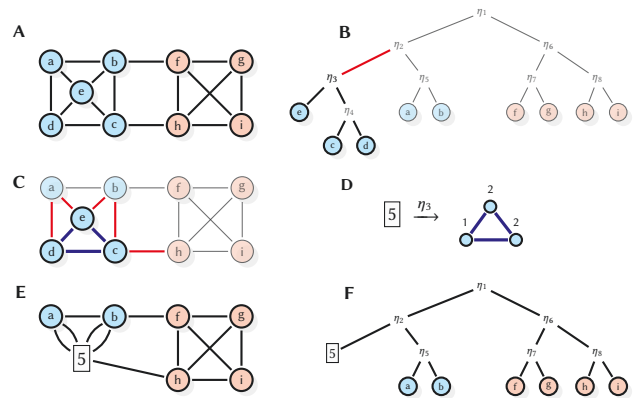 A
a b f g
e
d c h i
B
η1
η2 η6
η3 η5 η7 η8
e η4 a b f g h i
c d
C
a b f g
e
d c h i
D
5 η3 2
1 2
E
a b f g
5
h i
F
η1
η2 η6
5 η5 η7 η8
a b f g h i